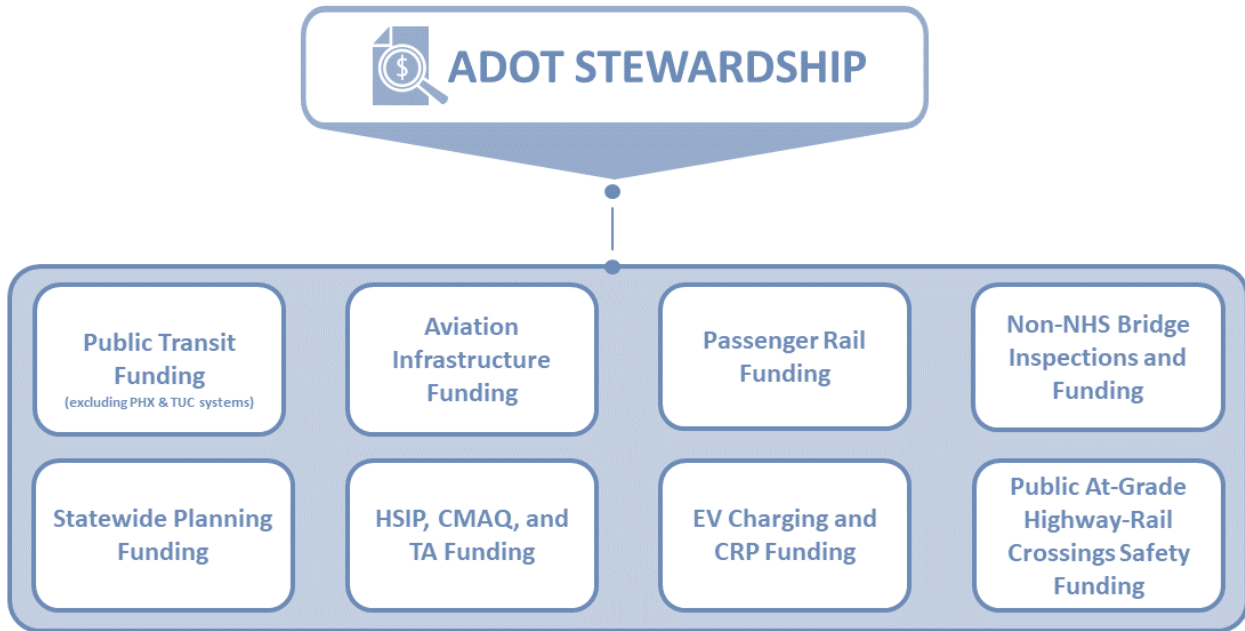 $
ADOT STEWARDSHIP
Public Transit
Funding
(excluding PHX & TUC systems)
Aviation
Infrastructure
Funding
Passenger Rail
Funding
Non-NHS Bridge
Inspections and
Funding
Statewide Planning
Funding
HSIP, CMAQ, and
TA Funding
EV Charging and
CRP Funding
Public At-Grade
Highway-Rail
Crossings Safety
Funding